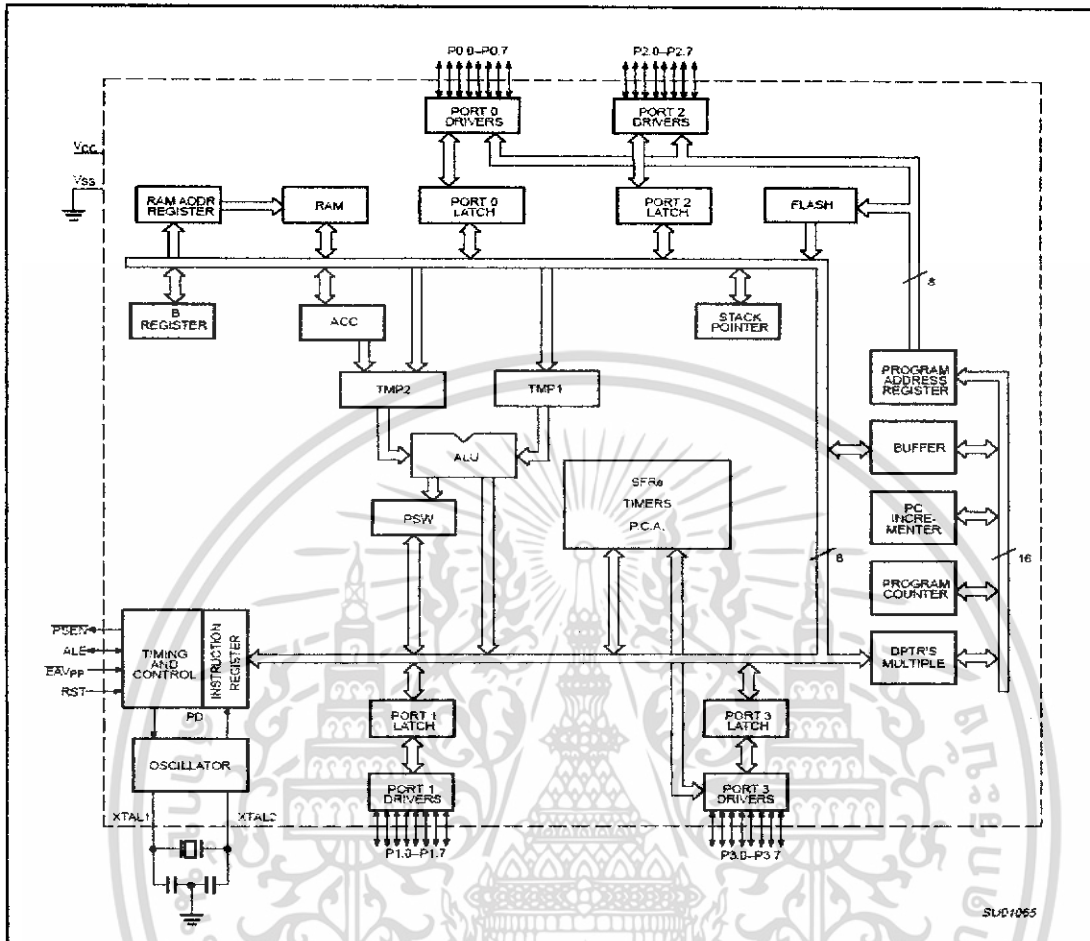 P0.0–P0.7
P2.0–P2.7
PORT 0
DRIVERS
PORT 2
DRIVERS
VCC
VSS
RAM ADDR
REGISTER
RAM
PORT 0
LATCH
PORT 2
LATCH
FLASH
8
B
REGISTER
ACC
STACK
POINTER
PROGRAM
ADDRESS
REGISTER
TMP2
TMP1
BUFFER
ALU
SFRs
TIMERS
P.C.A.
PSW
PC
INCRE-
MENTER
8
16
PROGRAM
COUNTER
PSEN
ALE
EAVPP
RST
TIMING
AND
CONTROL
INSTRUCTION
REGISTER
DPTR'S
MULTIPLE
PD
PORT 1
LATCH
PORT 3
LATCH
OSCILLATOR
PORT 1
DRIVERS
PORT 3
DRIVERS
XTAL1
XTAL2
P1.0–P1.7
P3.0–P3.7
SU01065